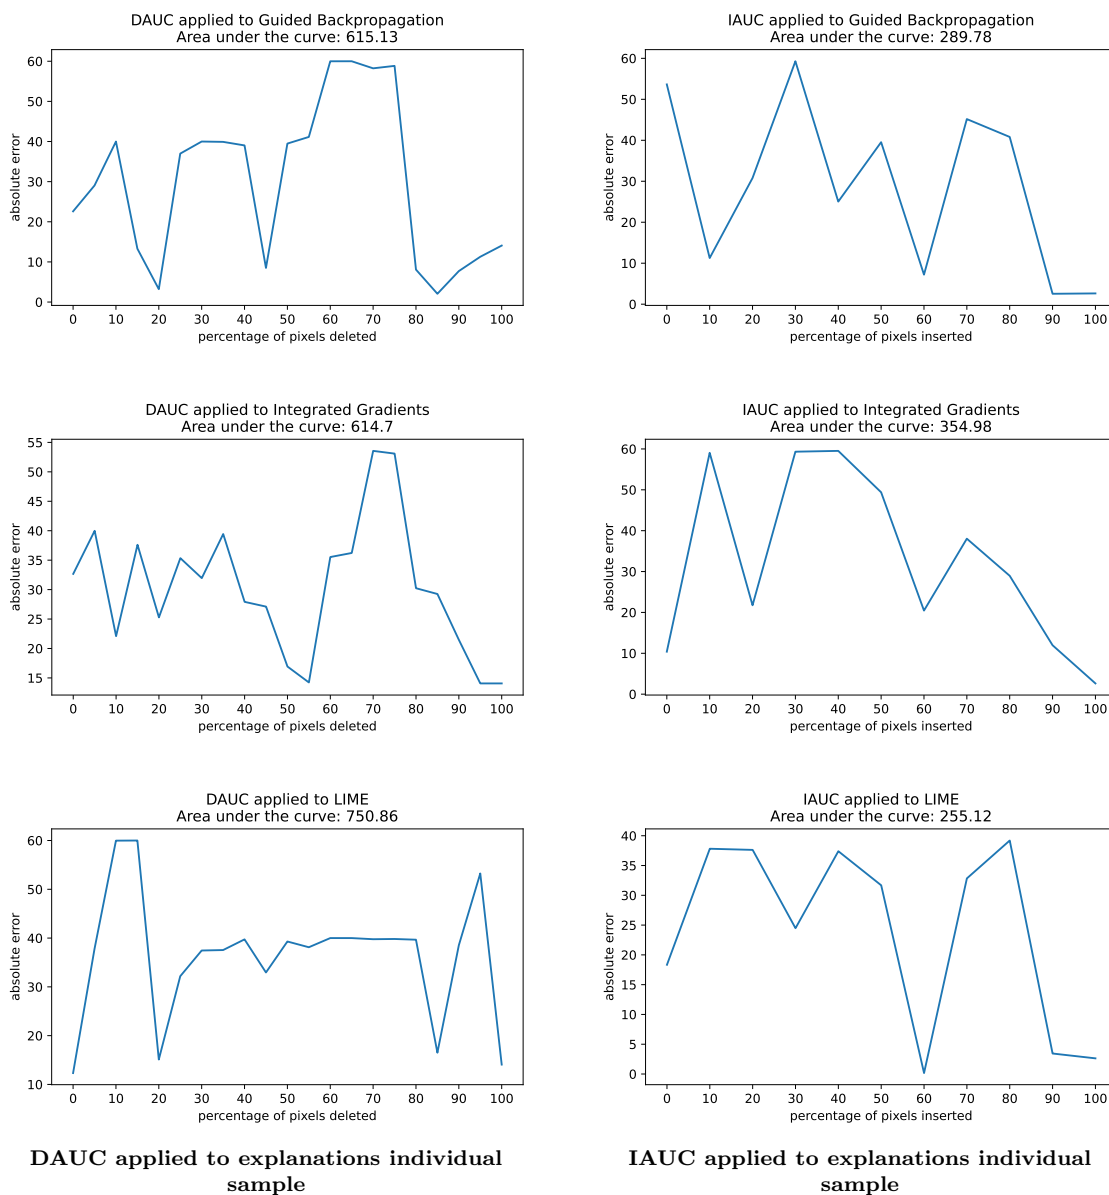 DAUC applied to Guided Backpropagation
Area under the curve: 615.13
60
50
40
30
20
10
0
absolute error
0 10 20 30 40 50 60 70 80 90 100
percentage of pixels deleted
IAUC applied to Guided Backpropagation
Area under the curve: 289.78
60
50
40
30
20
10
0
absolute error
0 10 20 30 40 50 60 70 80 90 100
percentage of pixels inserted
DAUC applied to Integrated Gradients
Area under the curve: 614.7
55
50
45
40
35
30
25
20
15
absolute error
0 10 20 30 40 50 60 70 80 90 100
percentage of pixels deleted
IAUC applied to Integrated Gradients
Area under the curve: 354.98
60
50
40
30
20
10
0
absolute error
0 10 20 30 40 50 60 70 80 90 100
percentage of pixels inserted
DAUC applied to LIME
Area under the curve: 750.86
60
50
40
30
20
10
absolute error
0 10 20 30 40 50 60 70 80 90 100
percentage of pixels deleted
IAUC applied to LIME
Area under the curve: 255.12
40
35
30
25
20
15
10
5
0
absolute error
0 10 20 30 40 50 60 70 80 90 100
percentage of pixels inserted
DAUC applied to explanations individual
sample
IAUC applied to explanations individual
sample